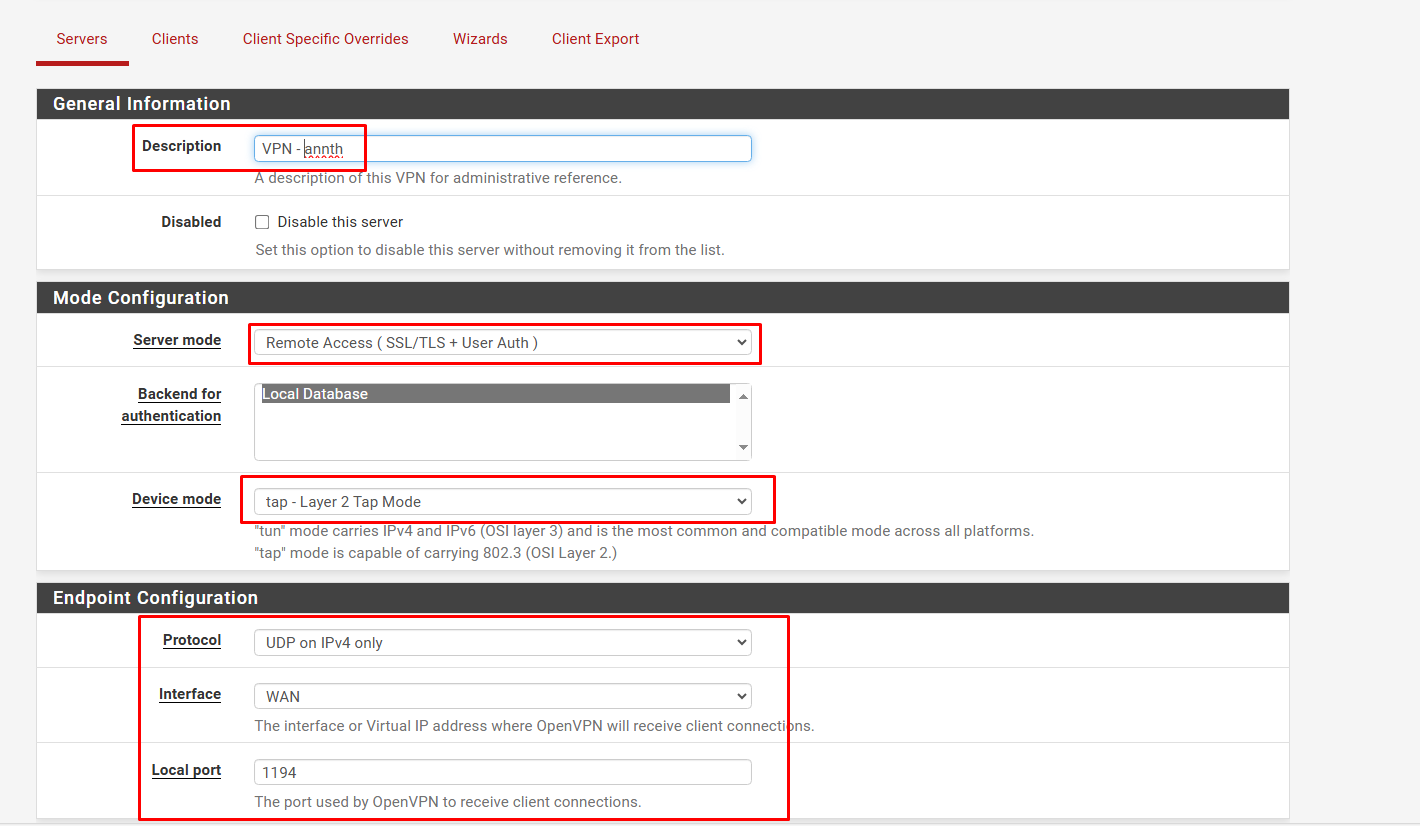 Servers Clients Client Specific Overrides Wizards Client Export
General Information
Description VPN - annth
A description of this VPN for administrative reference.
Disabled Disable this server
Set this option to disable this server without removing it from the list.
Mode Configuration
Server mode Remote Access ( SSL/TLS + User Auth )
Backend for authentication Local Database
Device mode tap - Layer 2 Tap Mode
"tun" mode carries IPv4 and IPv6 (OSI layer 3) and is the most common and compatible mode across all platforms.
"tap" mode is capable of carrying 802.3 (OSI Layer 2.)
Endpoint Configuration
Protocol UDP on IPv4 only
Interface WAN
The interface or Virtual IP address where OpenVPN will receive client connections.
Local port 1194
The port used by OpenVPN to receive client connections.